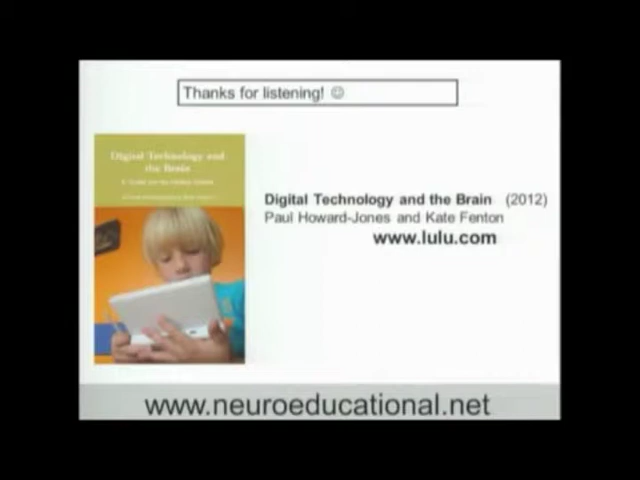 Thanks for listening! ☺
Digital Technology and
the Brain
Digital Technology and the Brain (2012)
Paul Howard-Jones and Kate Fenton
www.lulu.com
www.neuroeducational.net